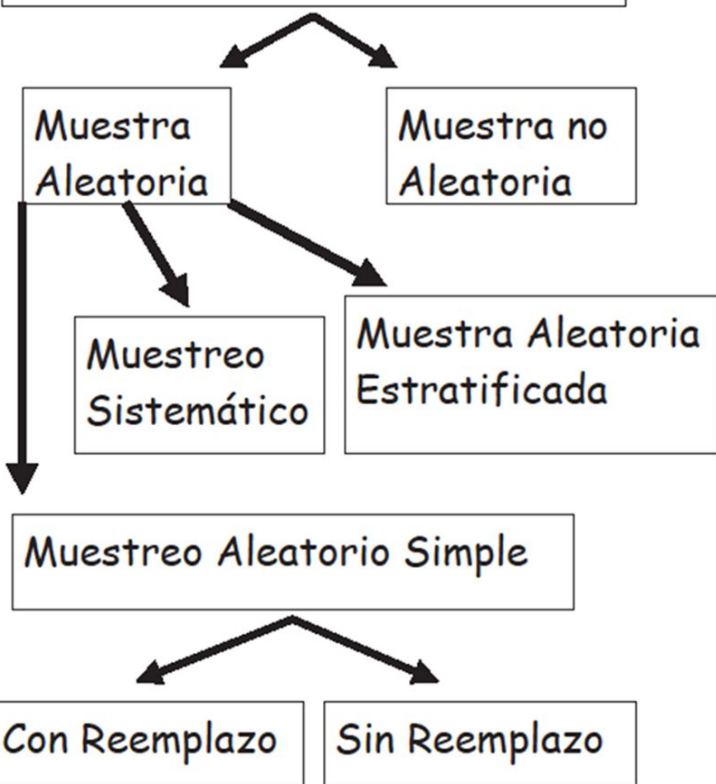 Muestra
Aleatoria
Muestra no
Aleatoria
Muestreo
Sistemático
Muestra Aleatoria
Estratificada
Muestreo Aleatorio Simple
Con Reemplazo
Sin Reemplazo